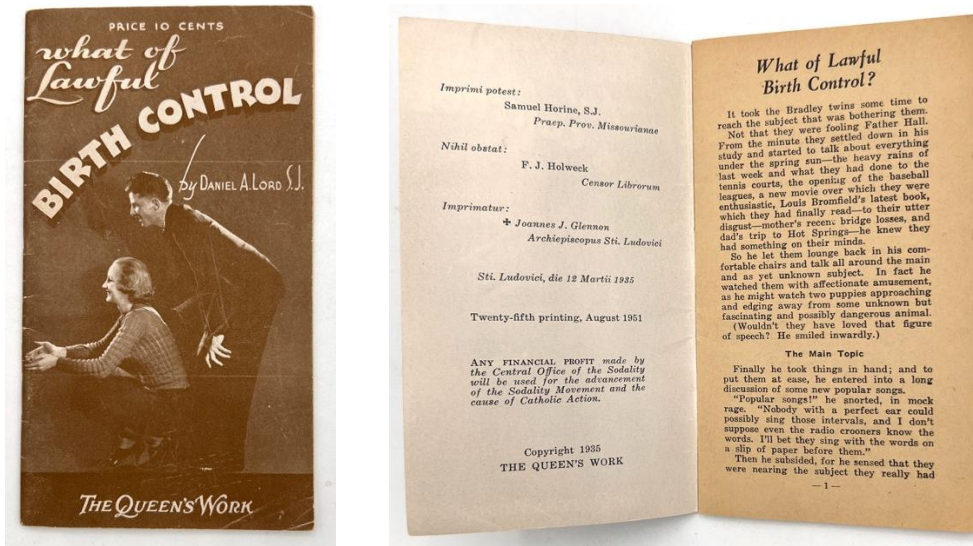 PRICE 10 CENTS
what of
Lawful
BIRTH CONTROL
by DANIEL A. LORD S.J.
THE QUEEN'S WORK
Imprimi potest:
Samuel Horine, S.J.
Praep. Prov. Missourianae
Nihil obstat:
F. J. Holweck
Censor Librorum
Imprimatur:
✠ Joannes J. Glennon
Archiepiscopus Sti. Ludovici
Sti. Ludovici, die 12 Martii 1935
Twenty-fifth printing, August 1951
ANY FINANCIAL PROFIT made by
the Central Office of the Sodality
will be used for the advancement
of the Sodality Movement and the
cause of Catholic Action.
Copyright 1935
THE QUEEN'S WORK
What of Lawful
Birth Control?
It took the Bradley twins some time to
reach the subject that was bothering them.
Not that they were fooling Father Hall.
From the minute they settled down in his
study and started to talk about everything
under the spring sun—the heavy rains of
last week and what they had done to the
tennis courts, the opening of the baseball
leagues, a new movie over which they were
enthusiastic, Louis Bromfield's latest book,
which they had finally read—to their utter
disgust—mother's recent bridge losses, and
dad's trip to Hot Springs—he knew they
had something on their minds.
So he let them lounge back in his com-
fortable chairs and talk all around the main
and as yet unknown subject. In fact he
watched them with affectionate amusement,
as he might watch two puppies approaching
and edging away from some unknown but
fascinating and possibly dangerous animal.
(Wouldn't they have loved that figure
of speech? He smiled inwardly.)
The Main Topic
Finally he took things in hand; and to
put them at ease, he entered into a long
discussion of some new popular songs.
"Popular songs!" he snorted, in mock
rage. "Nobody with a perfect ear could
possibly sing those intervals, and I don't
suppose even the radio crooners know the
words. I'll bet they sing with the words on
a slip of paper before them."
Then he subsided, for he sensed that they
were nearing the subject they really had
—1—